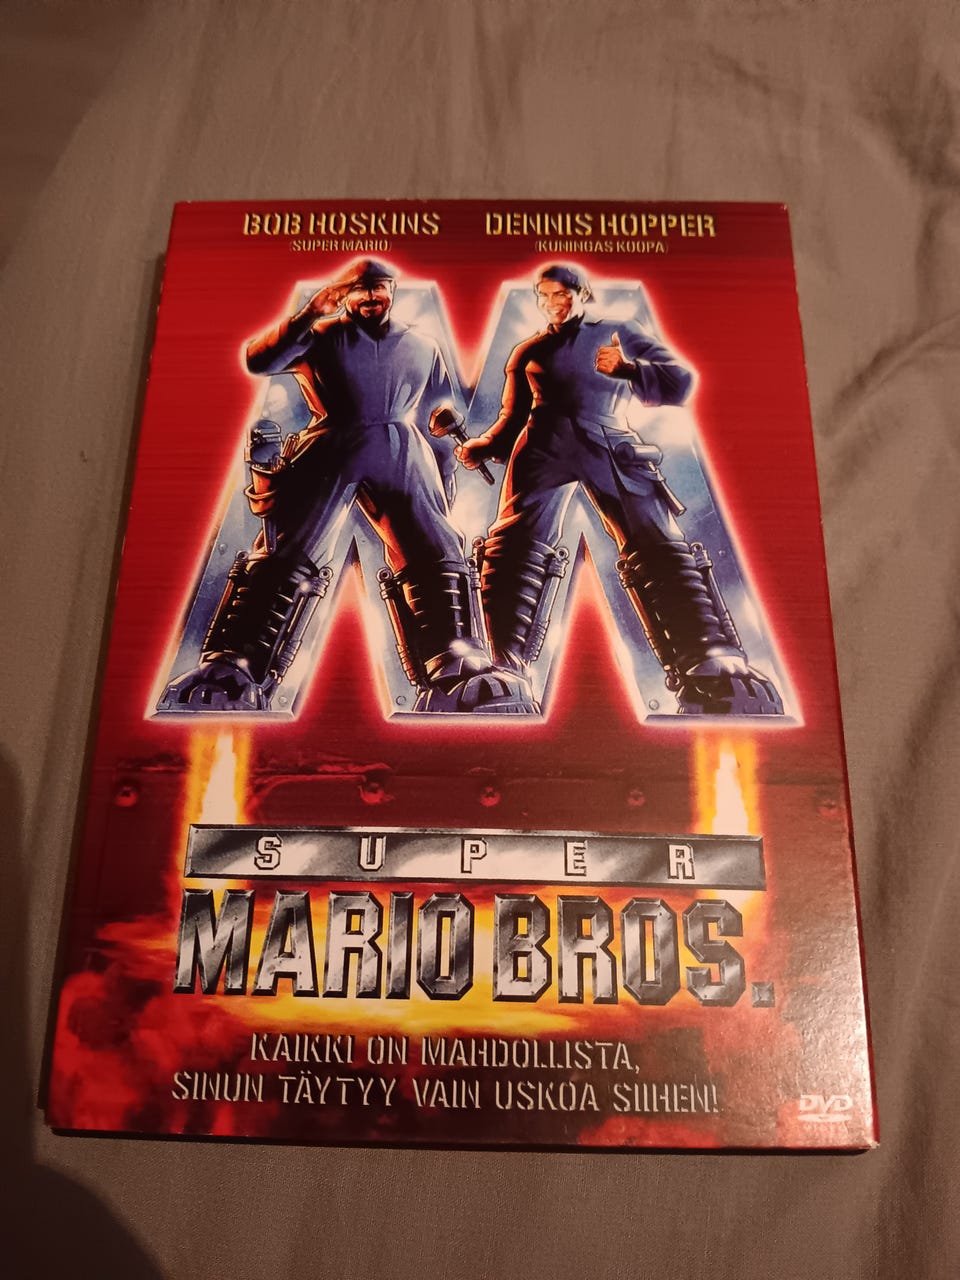 BOB HOSKINS DENNIS HOPPER
(SUPER MARIO) (KUNINGAS KOOPA)
SUPER
MARIO BROS.
KAIKKI ON MAHDOLLISTA,
SINUN TÄYTYY VAIN USKOA SIIHEN!
DVD